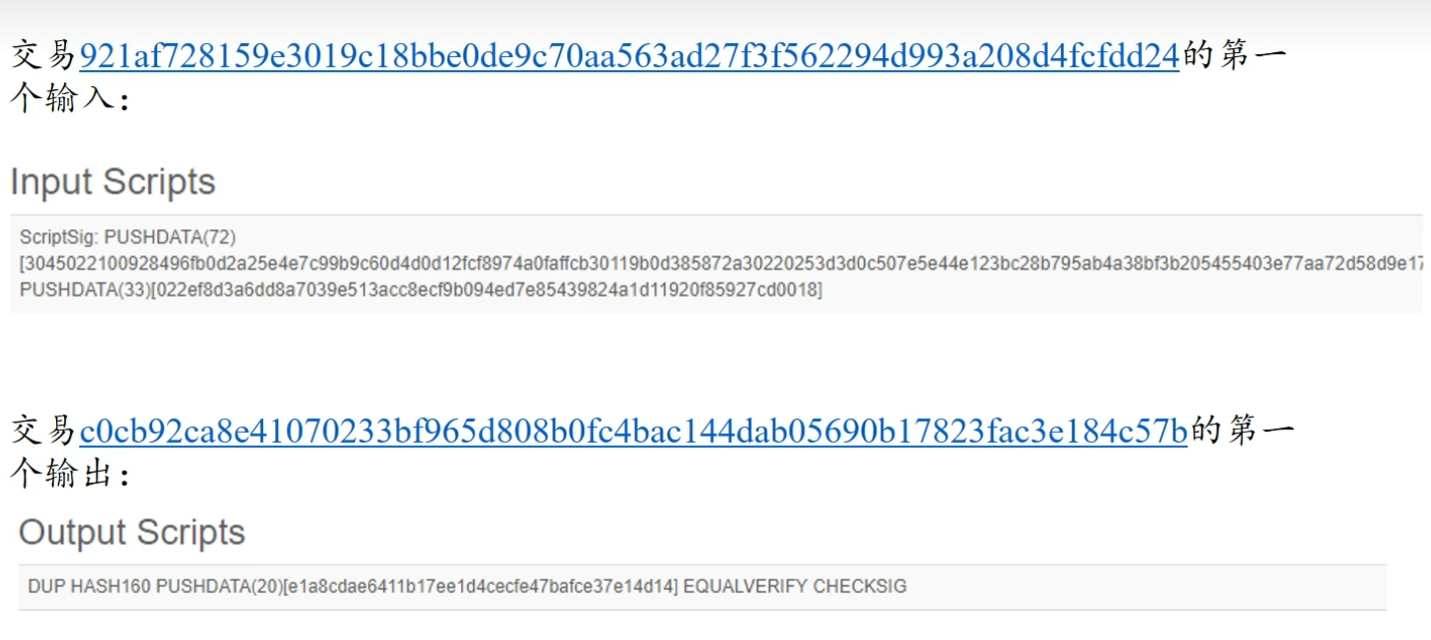 交易921af728159e3019c18bbe0de9c70aa563ad27f3f562294d993a208d4fcfdd24的第一
个输入：
Input Scripts
ScriptSig: PUSHDATA(72)
[3045022100928496fb0d2a25e4e7c99b9c60d4d0d12fcf8974a0faffcb30119b0d385872a30220253d3d0c507e5e44e123bc28b795ab4a38bf3b205455403e77aa72d58d9e17
PUSHDATA(33)[022ef8d3a6dd8a7039e513acc8ecf9b094ed7e85439824a1d11920f85927cd0018]
交易c0cb92ca8e41070233bf965d808b0fc4bac144dab05690b17823fac3e184c57b的第一
个输出：
Output Scripts
DUP HASH160 PUSHDATA(20)[e1a8cdae6411b17ee1d4cecfe47bafce37e14d14] EQUALVERIFY CHECKSIG